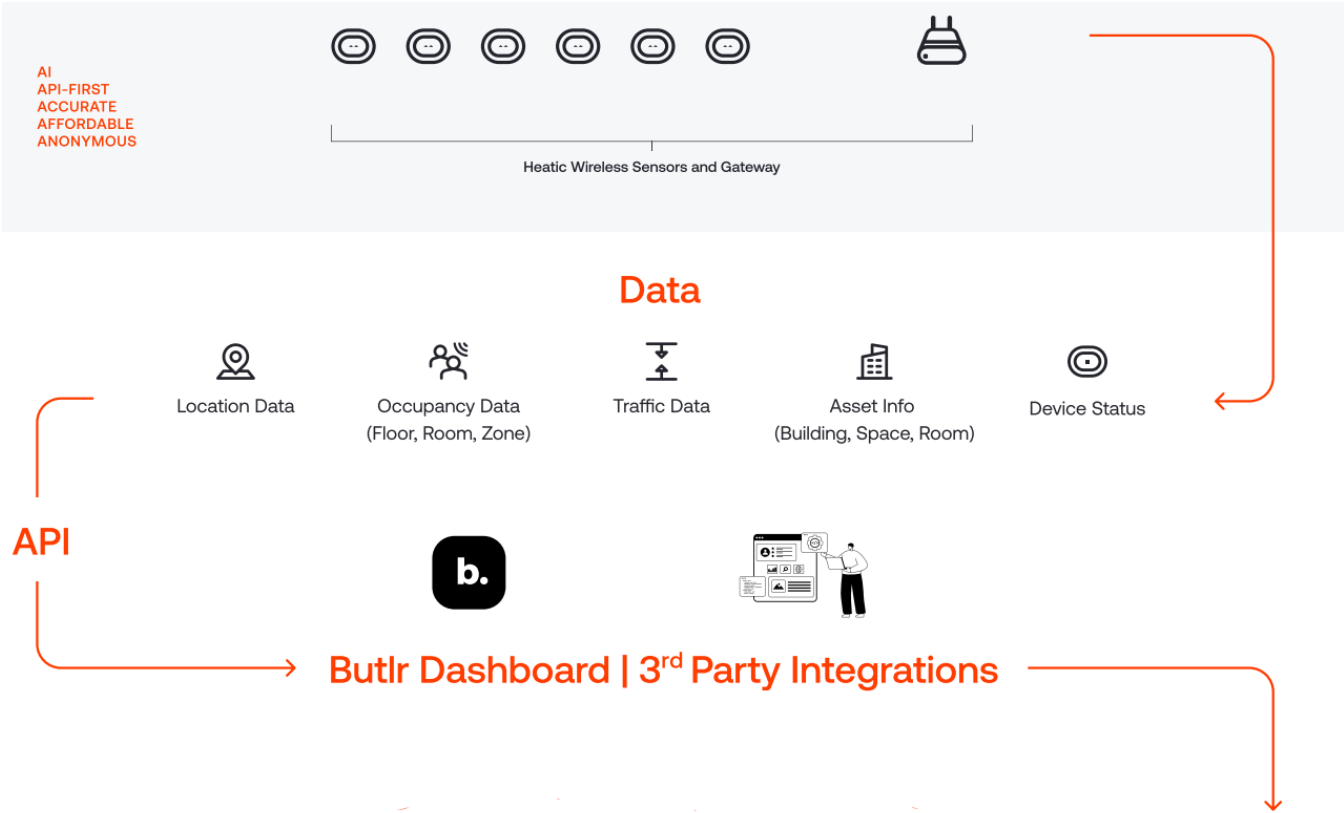 AI
API-FIRST
ACCURATE
AFFORDABLE
ANONYMOUS
Heatic Wireless Sensors and Gateway
Data
Location Data
Occupancy Data
(Floor, Room, Zone)
Traffic Data
Asset Info
(Building, Space, Room)
Device Status
API
b.
Butlr Dashboard | 3rd Party Integrations